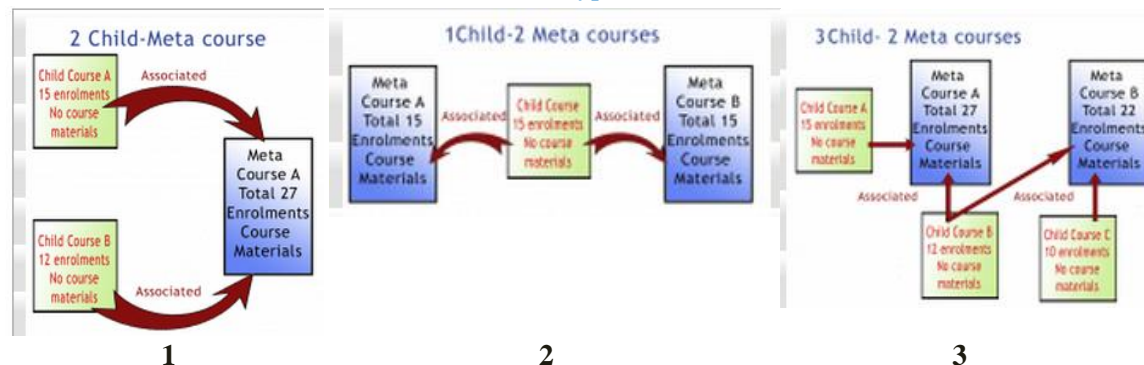 2 Child-Meta course
Child Course A
15 enrolments
No course
materials
Associated
Meta
Course A
Total 27
Enrolments
Course
Materials
Child Course B
12 enrolments
No course
materials
Associated
1
1Child-2 Meta courses
Meta
Course A
Total 15
Enrolments
Course
Materials
Associated
Child Course
15 enrolments
No course
materials
Associated
Meta
Course B
Total 15
Enrolments
Course
Materials
2
3Child- 2 Meta courses
Child Course A
15 enrolments
No course
materials
Meta
Course A
Total 27
Enrolments
Course
Materials
Meta
Course B
Total 22
Enrolments
Course
Materials
Associated
Associated
Child Course B
12 enrolments
No course
materials
Child Course C
10 enrolments
No course
materials
3